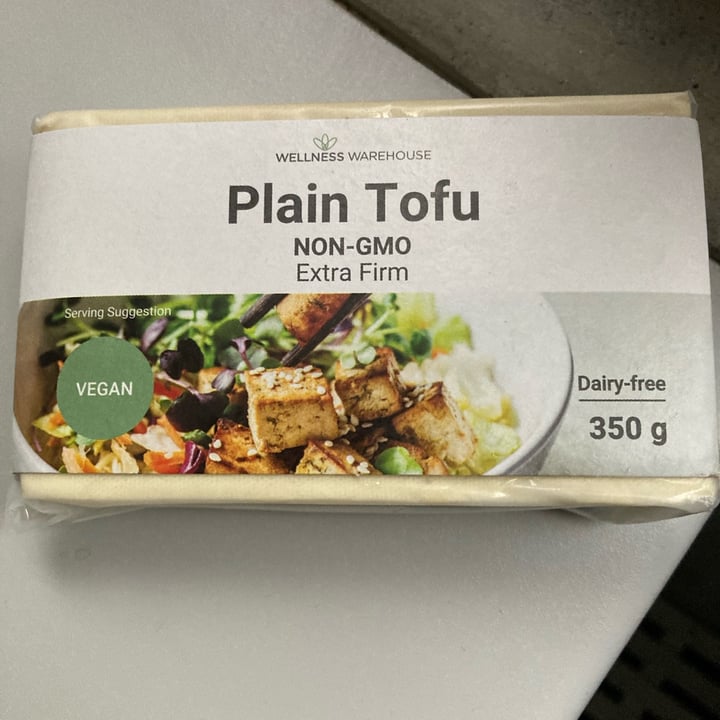 WELLNESS WAREHOUSE
Plain Tofu
NON-GMO
Extra Firm
Serving Suggestion
VEGAN
Dairy-free
350 g